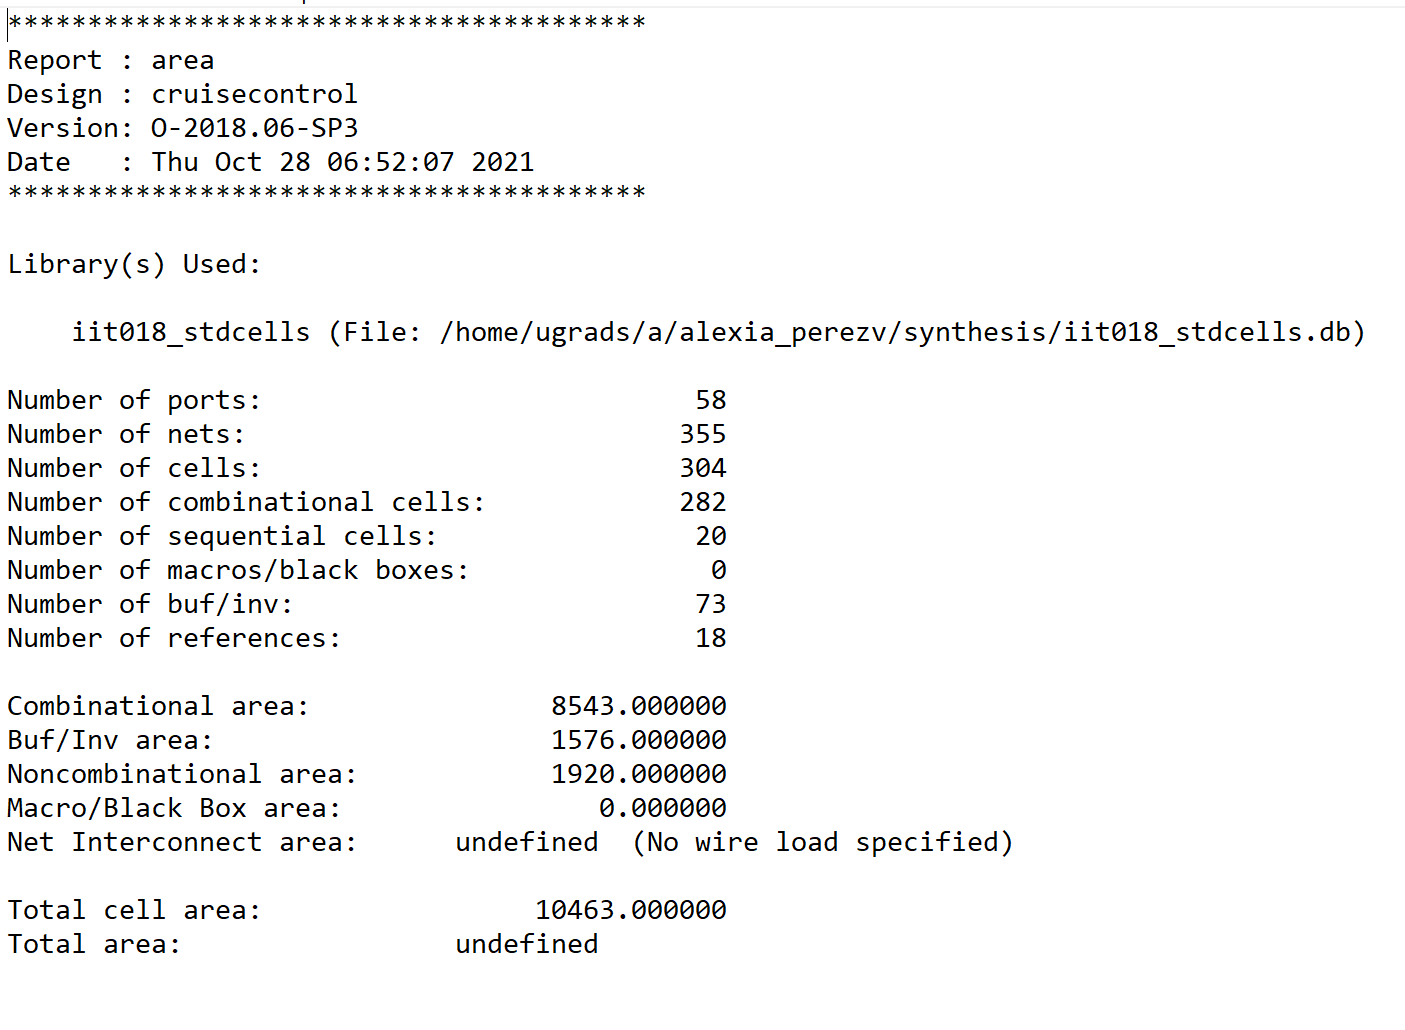 ****************************************
Report : area
Design : cruisecontrol
Version: O-2018.06-SP3
Date   : Thu Oct 28 06:52:07 2021
****************************************

Library(s) Used:

    iit018_stdcells (File: /home/ugrads/a/alexia_perezv/synthesis/iit018_stdcells.db)

Number of ports:                           58
Number of nets:                           355
Number of cells:                          304
Number of combinational cells:            282
Number of sequential cells:                20
Number of macros/black boxes:               0
Number of buf/inv:                         73
Number of references:                      18

Combinational area:               8543.000000
Buf/Inv area:                     1576.000000
Noncombinational area:            1920.000000
Macro/Black Box area:                0.000000
Net Interconnect area:      undefined  (No wire load specified)

Total cell area:                 10463.000000
Total area:                 undefined